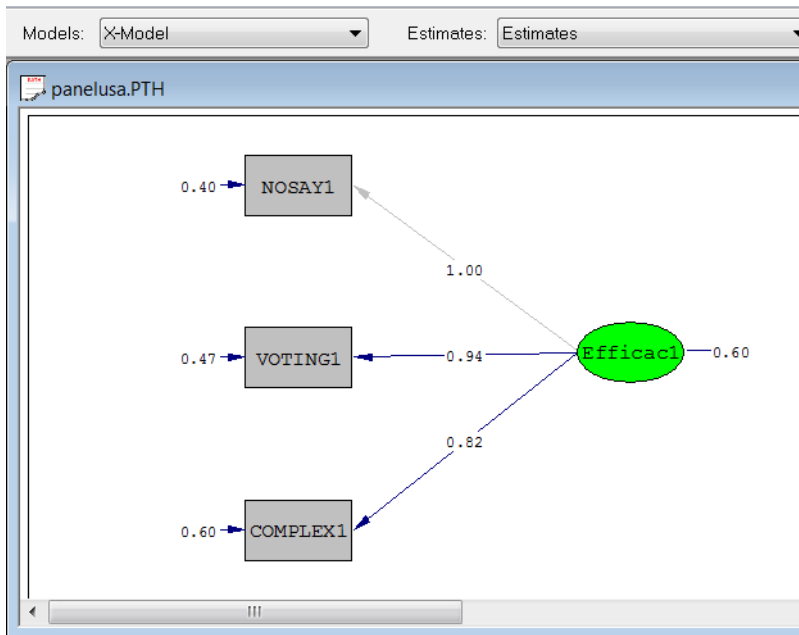 Models: X-Model Estimates: Estimates
panelusa.PTH
0.40 NOSAY1
1.00
0.47 VOTING1 0.94 Efficac1 0.60
0.82
0.60 COMPLEX1